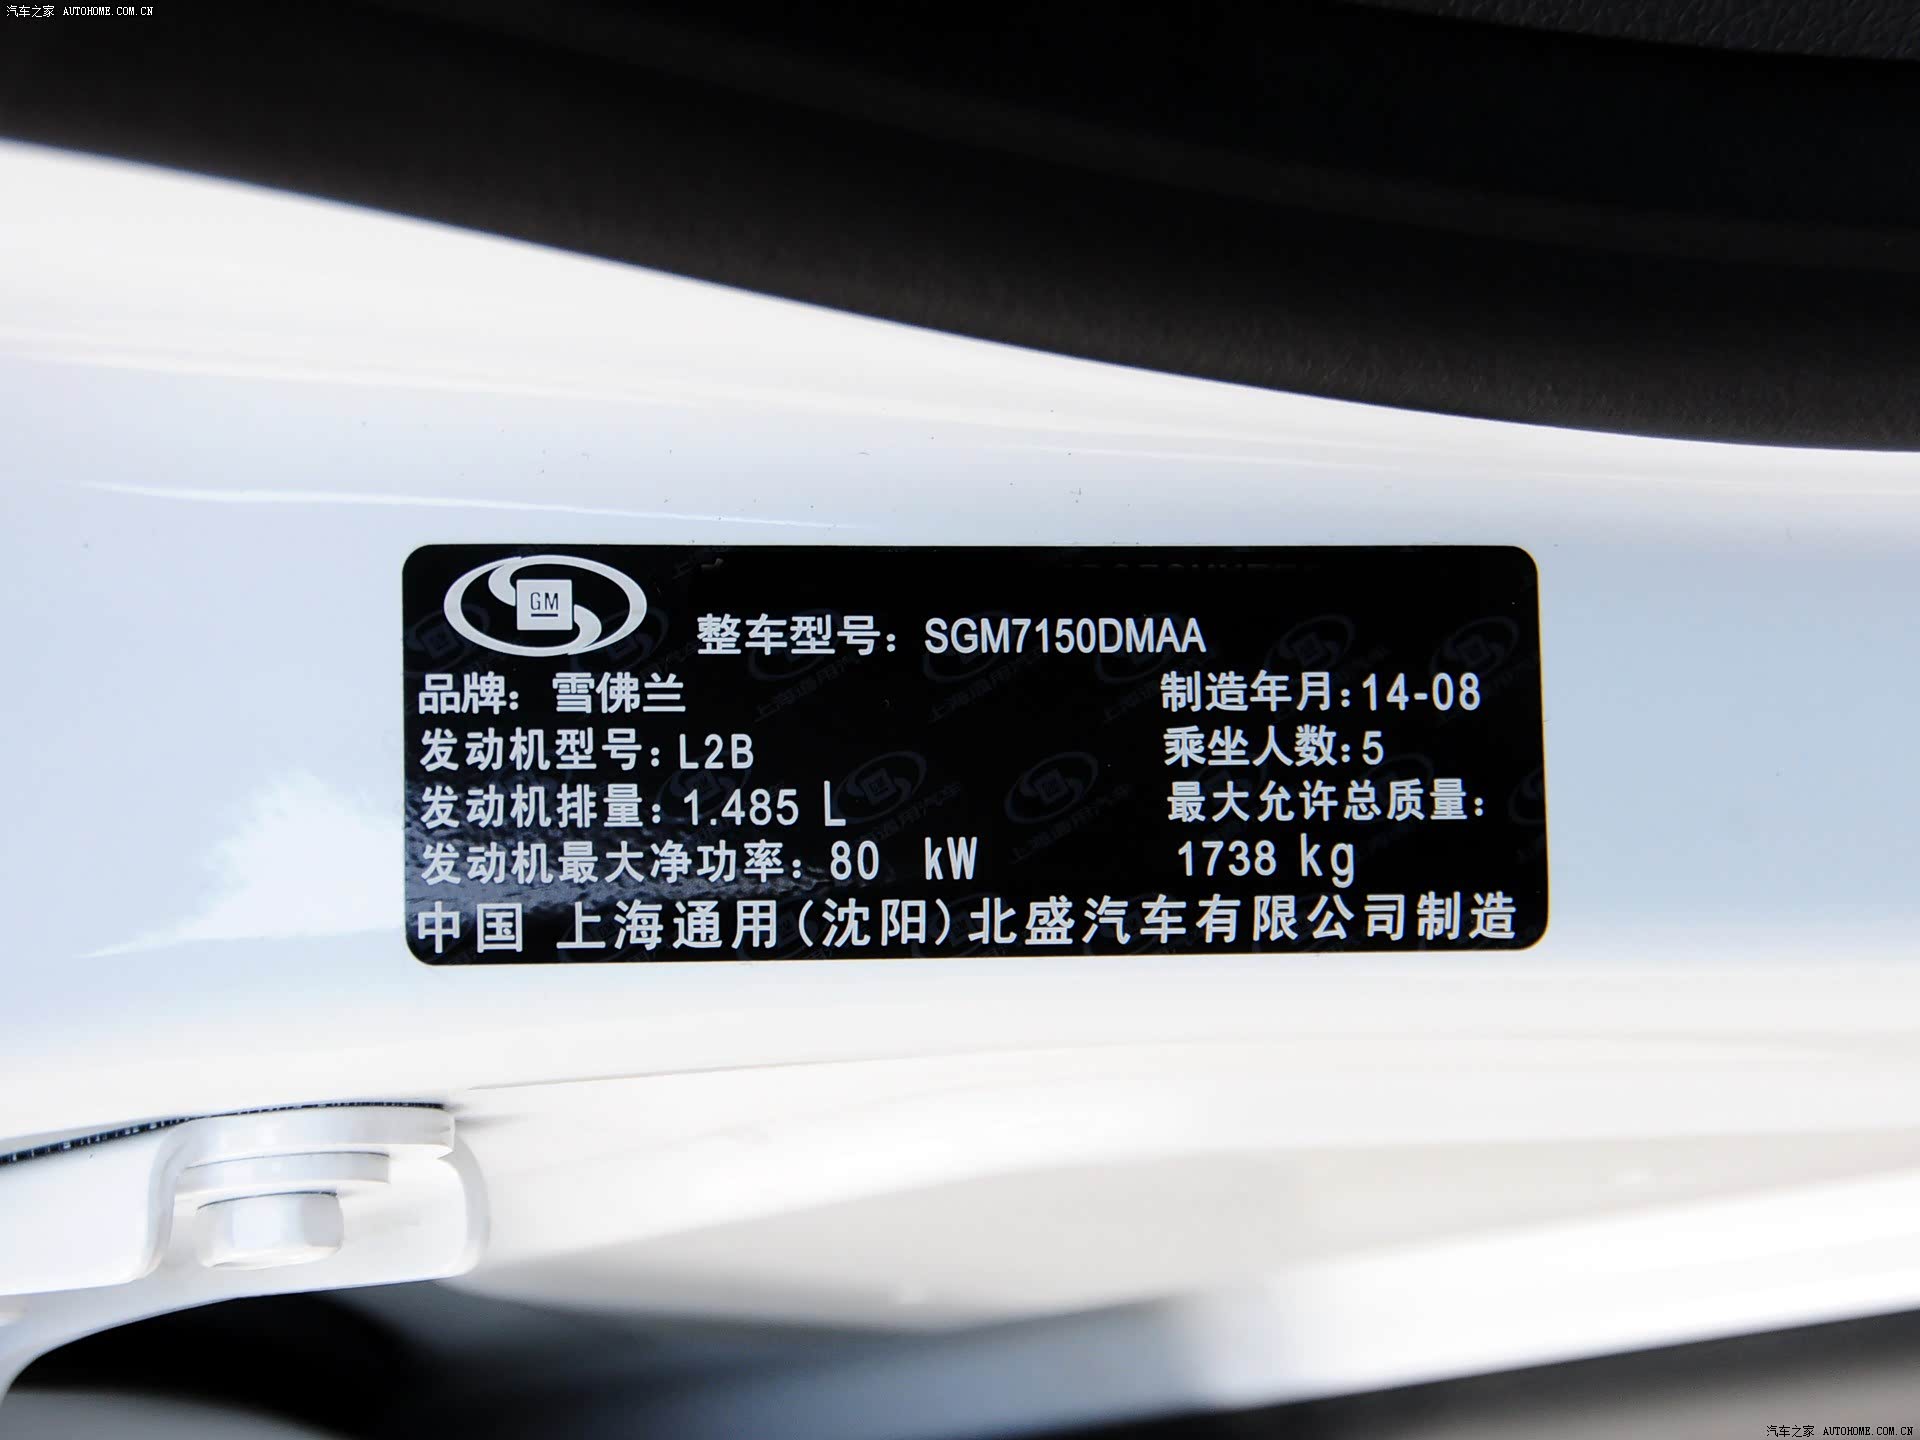 汽车之家 AUTOHOME.COM.CN
GM
整车型号：SGM7150DMAA
品牌：雪佛兰 制造年月：14-08
发动机型号：L2B 乘坐人数：5
发动机排量：1.485 L 最大允许总质量：
发动机最大净功率：80 kW 1738 kg
中国 上海通用(沈阳)北盛汽车有限公司制造
汽车之家 AUTOHOME.COM.CN